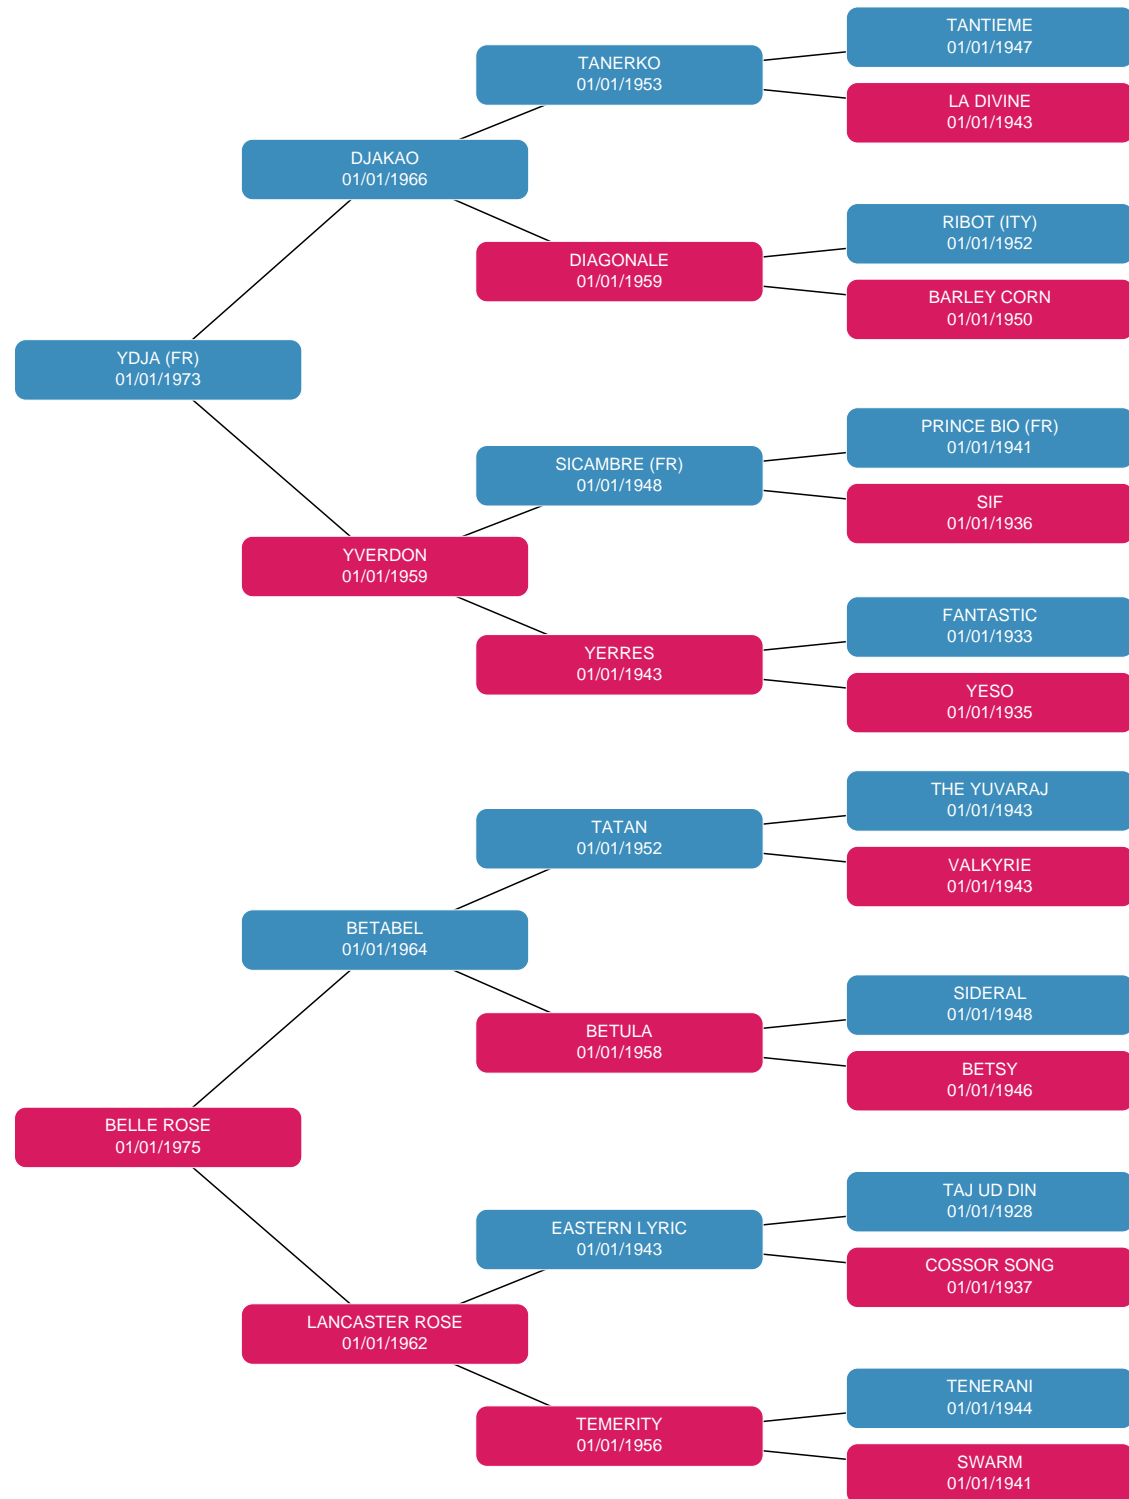 TANTIEME
01/01/1947
TANERKO
01/01/1953
LA DIVINE
01/01/1943
DJAKAO
01/01/1966
RIBOT (ITY)
01/01/1952
DIAGONALE
01/01/1959
BARLEY CORN
01/01/1950
YDJA (FR)
01/01/1973
PRINCE BIO (FR)
01/01/1941
SICAMBRE (FR)
01/01/1948
SIF
01/01/1936
YVERDON
01/01/1959
FANTASTIC
01/01/1933
YERRES
01/01/1943
YESO
01/01/1935
THE YUVARAJ
01/01/1943
TATAN
01/01/1952
VALKYRIE
01/01/1943
BETABEL
01/01/1964
SIDERAL
01/01/1948
BETULA
01/01/1958
BETSY
01/01/1946
BELLE ROSE
01/01/1975
TAJ UD DIN
01/01/1928
EASTERN LYRIC
01/01/1943
COSSOR SONG
01/01/1937
LANCASTER ROSE
01/01/1962
TENERANI
01/01/1944
TEMERITY
01/01/1956
SWARM
01/01/1941